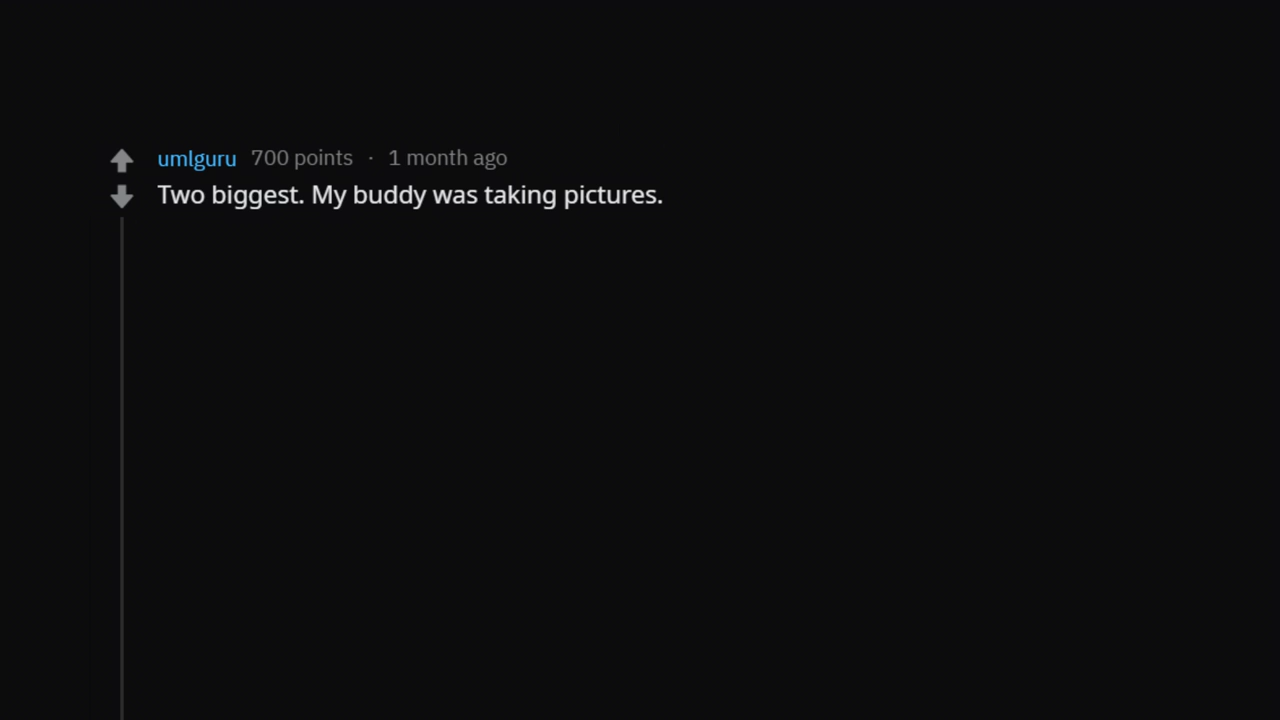 umlguru 700 points · 1 month ago
Two biggest. My buddy was taking pictures.